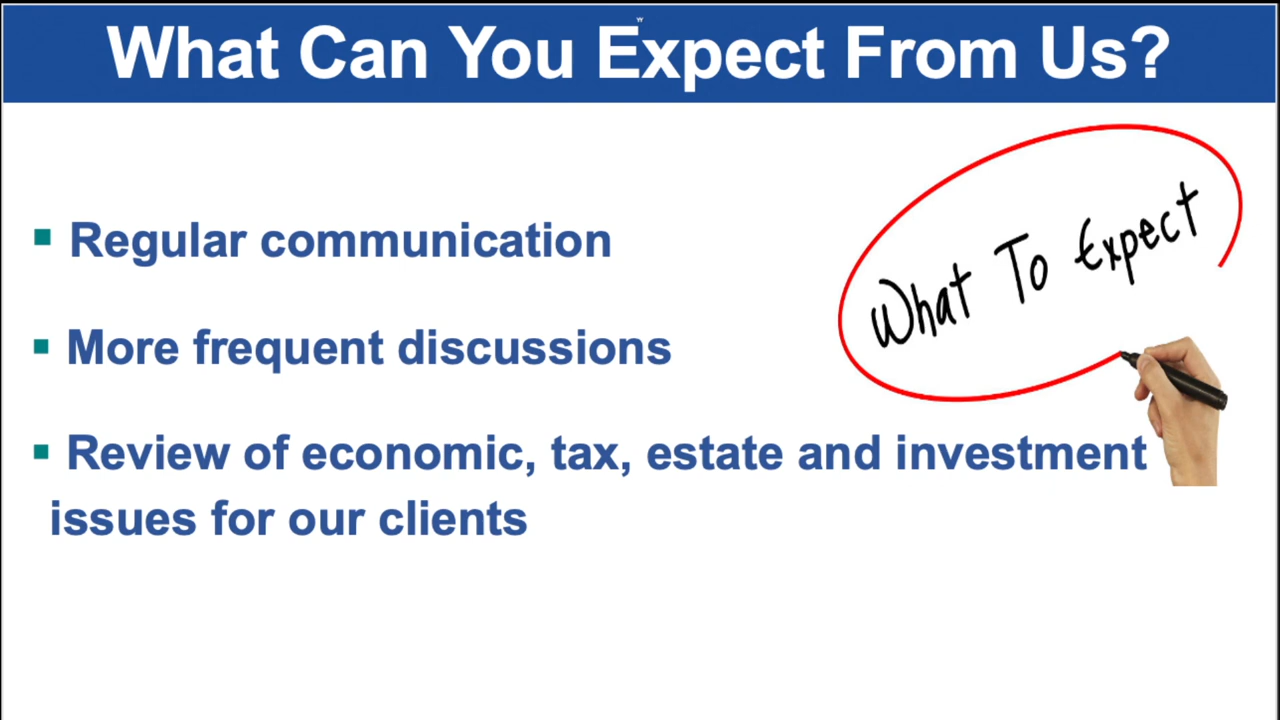 What Can You Expect From Us?
▪ Regular communication
▪ More frequent discussions
▪ Review of economic, tax, estate and investment
issues for our clients
What To Expect